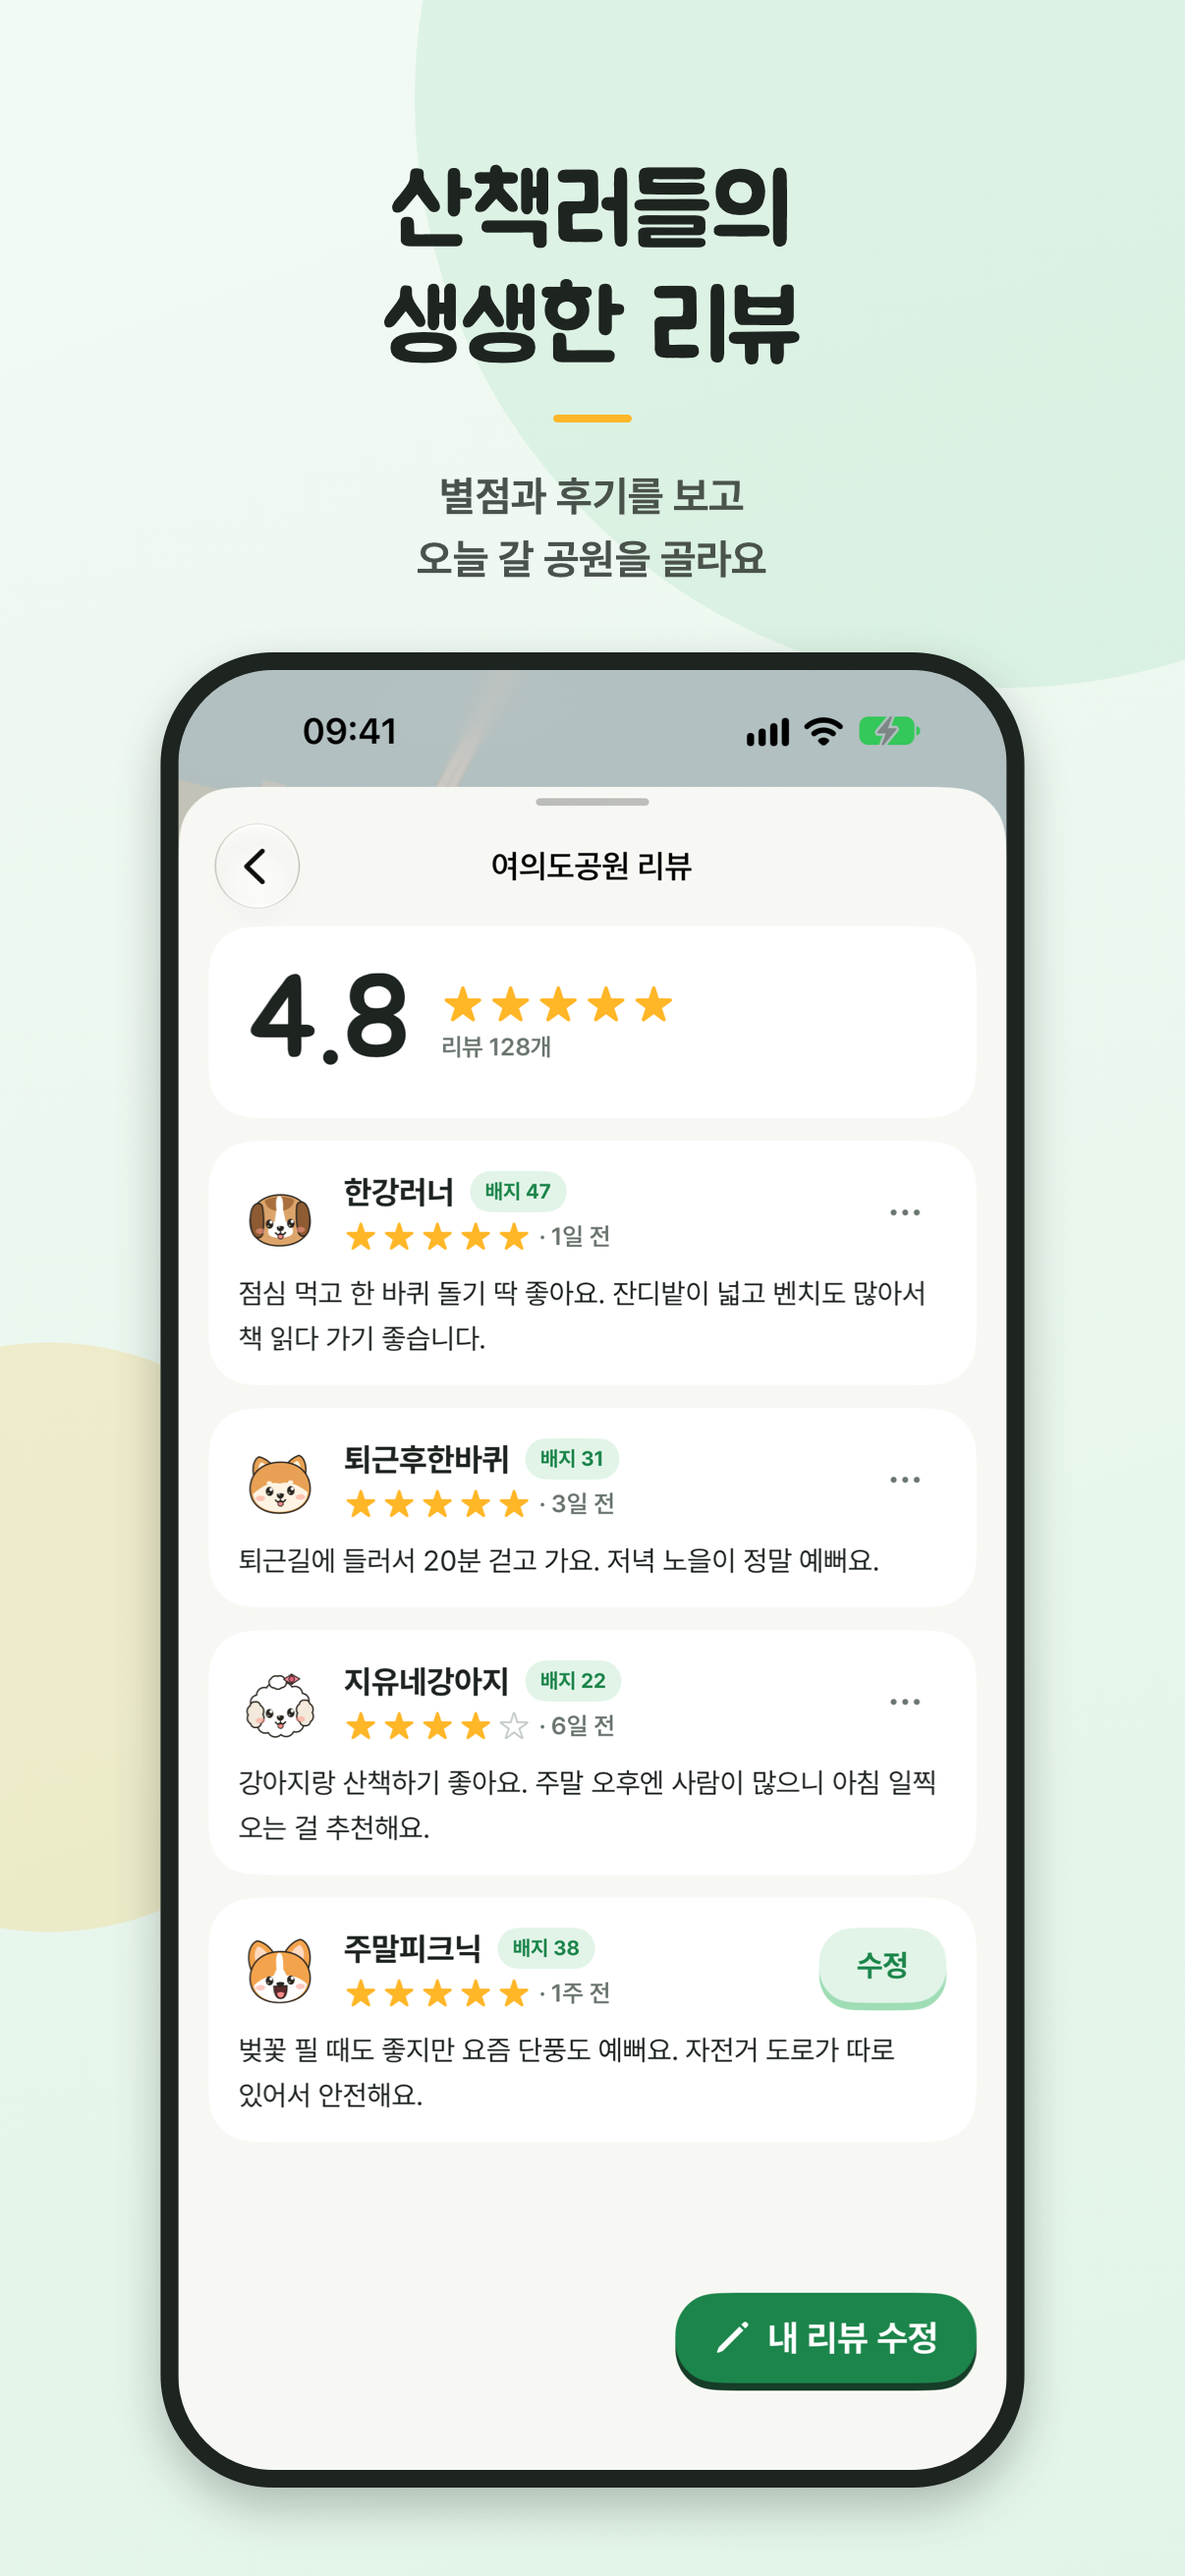 산책러들의
생생한 리뷰
별점과 후기를 보고
오늘 갈 공원을 골라요
09:41
여의도공원 리뷰
4.8
리뷰 128개
한강러너 배지 47
· 1일 전
점심 먹고 한 바퀴 돌기 딱 좋아요. 잔디밭이 넓고 벤치도 많아서
책 읽다 가기 좋습니다.
퇴근후한바퀴 배지 31
· 3일 전
퇴근길에 들러서 20분 걷고 가요. 저녁 노을이 정말 예뻐요.
지유네강아지 배지 22
· 6일 전
강아지랑 산책하기 좋아요. 주말 오후엔 사람이 많으니 아침 일찍
오는 걸 추천해요.
주말피크닉 배지 38
수정
· 1주 전
벚꽃 필 때도 좋지만 요즘 단풍도 예뻐요. 자전거 도로가 따로
있어서 안전해요.
내 리뷰 수정